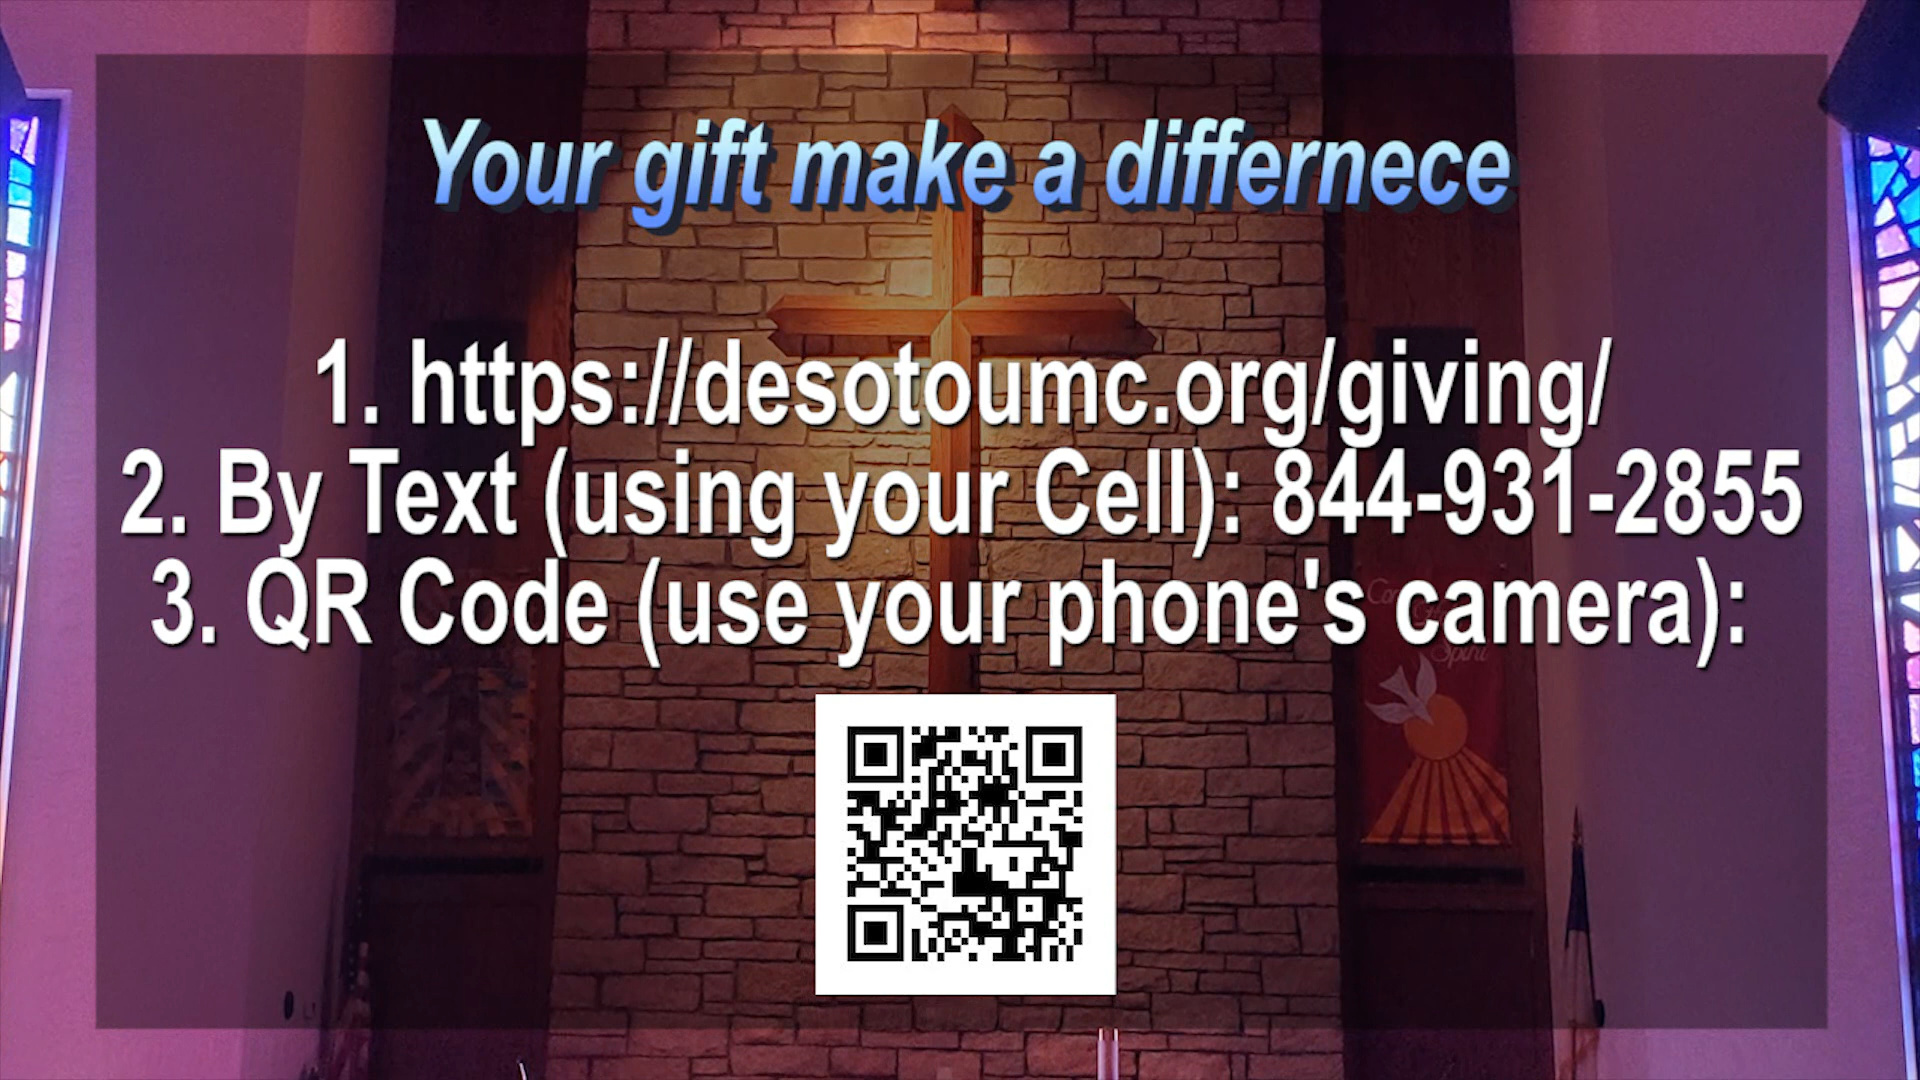 Your gift make a differnece
1. https://desotoumc.org/giving/
2. By Text (using your Cell): 844-931-2855
3. QR Code (use your phone's camera):
Spirit